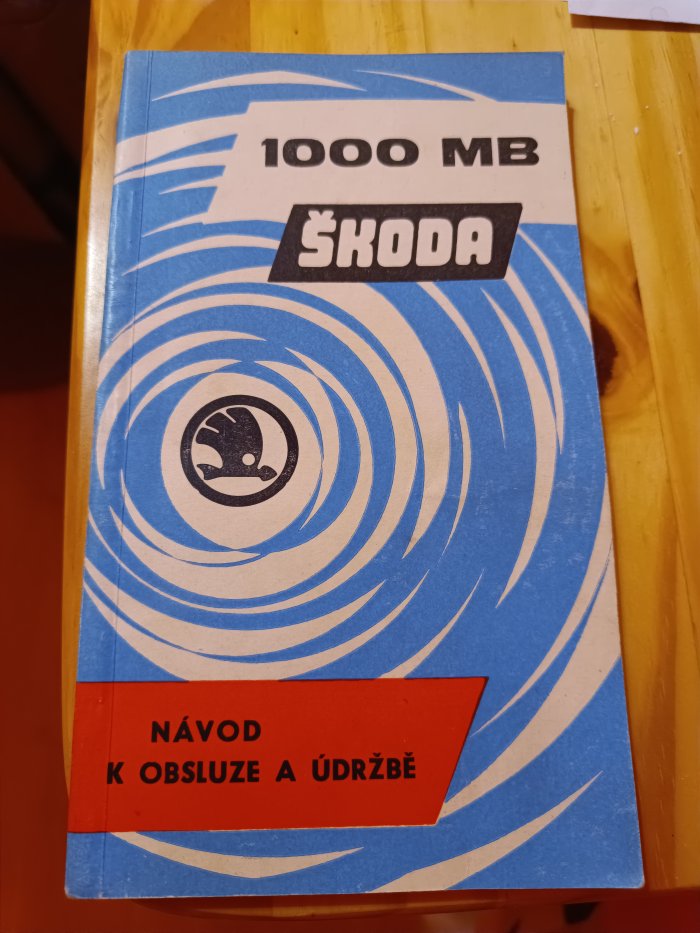 1000 MB
ŠKODA
NÁVOD
K OBSLUZE A ÚDRŽBĚ